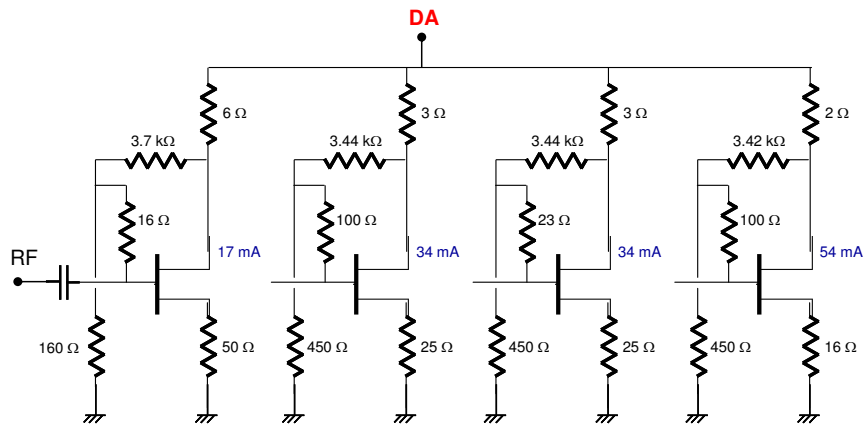 DA
6 Ω
3 Ω
3 Ω
2 Ω
3.7 kΩ
3.44 kΩ
3.44 kΩ
3.42 kΩ
16 Ω
100 Ω
23 Ω
100 Ω
17 mA
34 mA
34 mA
54 mA
RF
160 Ω
50 Ω
450 Ω
25 Ω
450 Ω
25 Ω
450 Ω
16 Ω